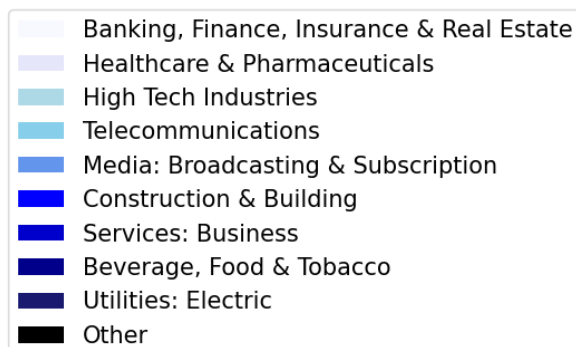 Banking, Finance, Insurance & Real Estate
Healthcare & Pharmaceuticals
High Tech Industries
Telecommunications
Media: Broadcasting & Subscription
Construction & Building
Services: Business
Beverage, Food & Tobacco
Utilities: Electric
Other